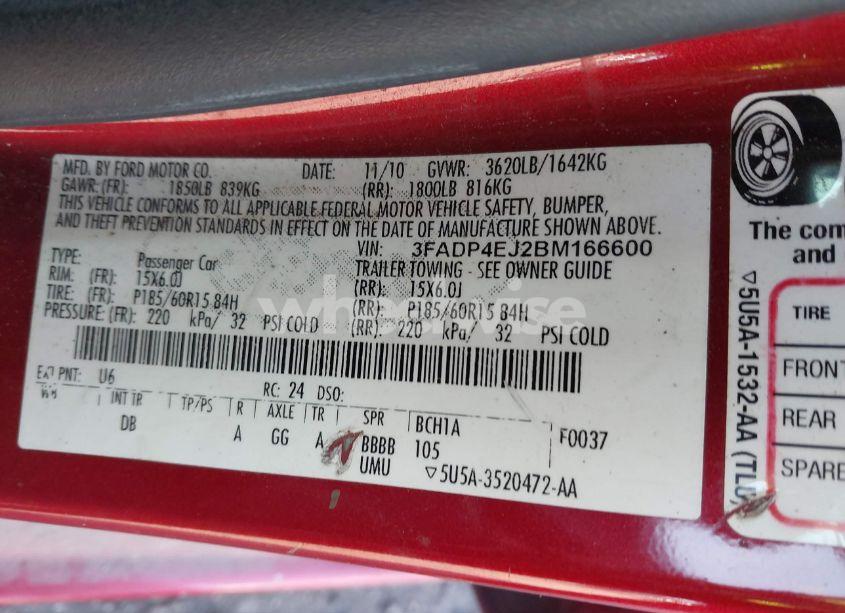 MFD. BY FORD MOTOR CO. DATE: 11/10 GVWR: 3620LB/1642KG
GAWR: (FR): 1850LB 839KG (RR): 1800LB 816KG
THIS VEHICLE CONFORMS TO ALL APPLICABLE FEDERAL MOTOR VEHICLE SAFETY, BUMPER,
AND THEFT PREVENTION STANDARDS IN EFFECT ON THE DATE OF MANUFACTURE SHOWN ABOVE.
VIN: 3FADP4EJ2BM166600
TYPE: Passenger Car TRAILER TOWING - SEE OWNER GUIDE
RIM: (FR): 15X6.0J (RR): 15X6.0J
TIRE: (FR): P185/60R15 84H (RR): P185/60R15 84H
PRESSURE: (FR): 220 kPa/ 32 PSI COLD (RR): 220 kPa/ 32 PSI COLD
EXT PNT: U6 RC: 24 DSO:
WB INT TR TP/PS R AXLE TR SPR BCH1A F0037
DB A GG A BBBB 105
UMU ▽5U5A-3520472-AA
wheelwise
The com
and
▽5U5A-1532-AA (TLU)
TIRE
FRONT
REAR
SPARE